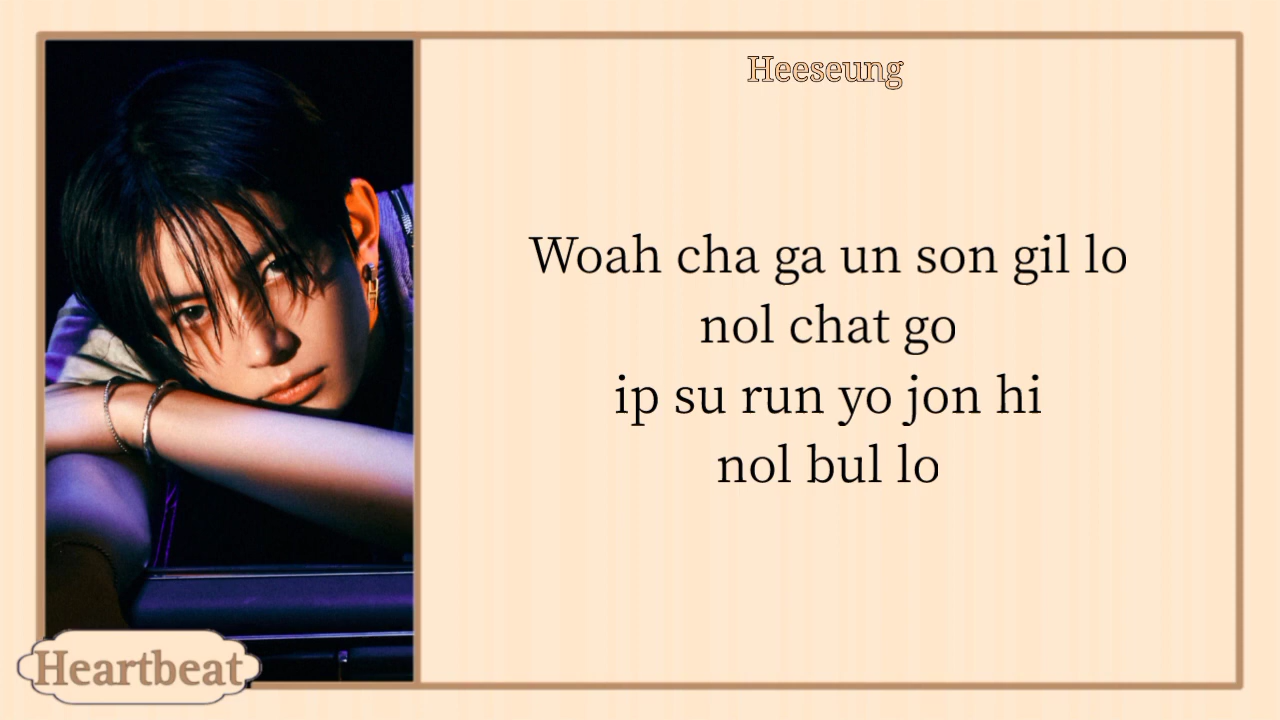 Heeseung
Woah cha ga un son gil lo
nol chat go
ip su run yo jon hi
nol bul lo
Heartbeat